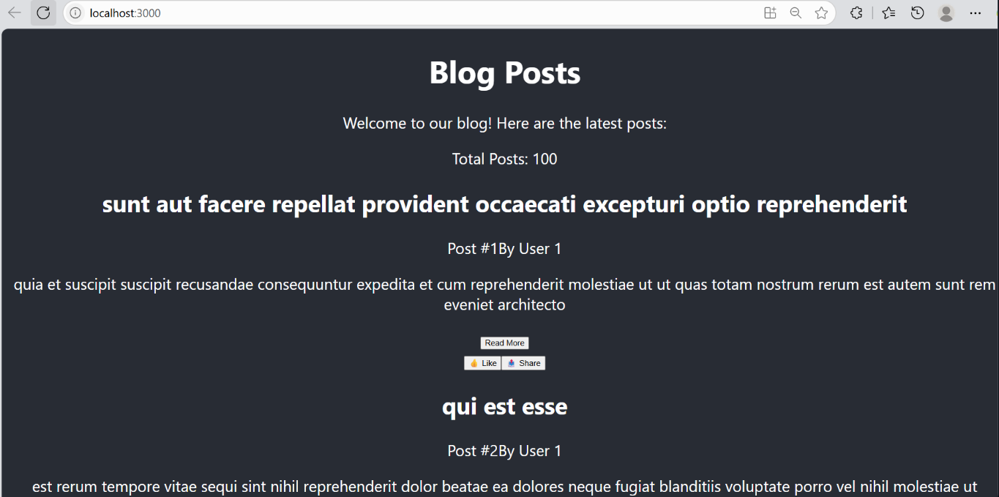 localhost:3000
Blog Posts
Welcome to our blog! Here are the latest posts:
Total Posts: 100
sunt aut facere repellat provident occaecati excepturi optio reprehenderit
Post #1By User 1
quia et suscipit suscipit recusandae consequuntur expedita et cum reprehenderit molestiae ut ut quas totam nostrum rerum est autem sunt rem
eveniet architecto
Read More
👍 Like 📤 Share
qui est esse
Post #2By User 1
est rerum tempore vitae sequi sint nihil reprehenderit dolor beatae ea dolores neque fugiat blanditiis voluptate porro vel nihil molestiae ut